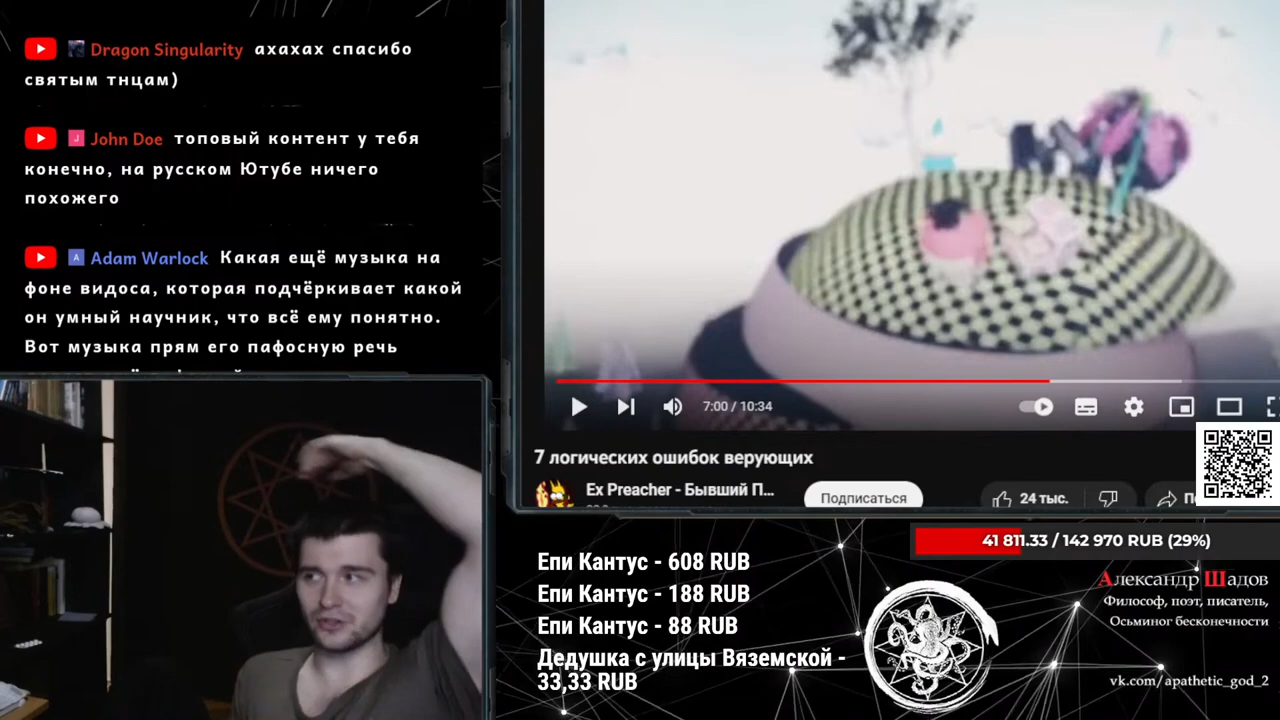 Dragon Singularity ахахах спасибо
святым тнцам)
John Doe топовый контент у тебя
конечно, на русском Ютубе ничего
похожего
Adam Warlock Какая ещё музыка на
фоне видоса, которая подчёркивает какой
он умный научник, что всё ему понятно.
Вот музыка прям его пафосную речь
7:00 / 10:34
7 логических ошибок верующих
Ex Preacher - Бывший П...
Подписаться
24 тыс.
41 811.33 / 142 970 RUB (29%)
Епи Кантус - 608 RUB
Епи Кантус - 188 RUB
Епи Кантус - 88 RUB
Дедушка с улицы Вяземской -
33,33 RUB
Александр Шадов
Философ, поэт, писатель,
Осьминог бесконечности
vk.com/apathetic_god_2